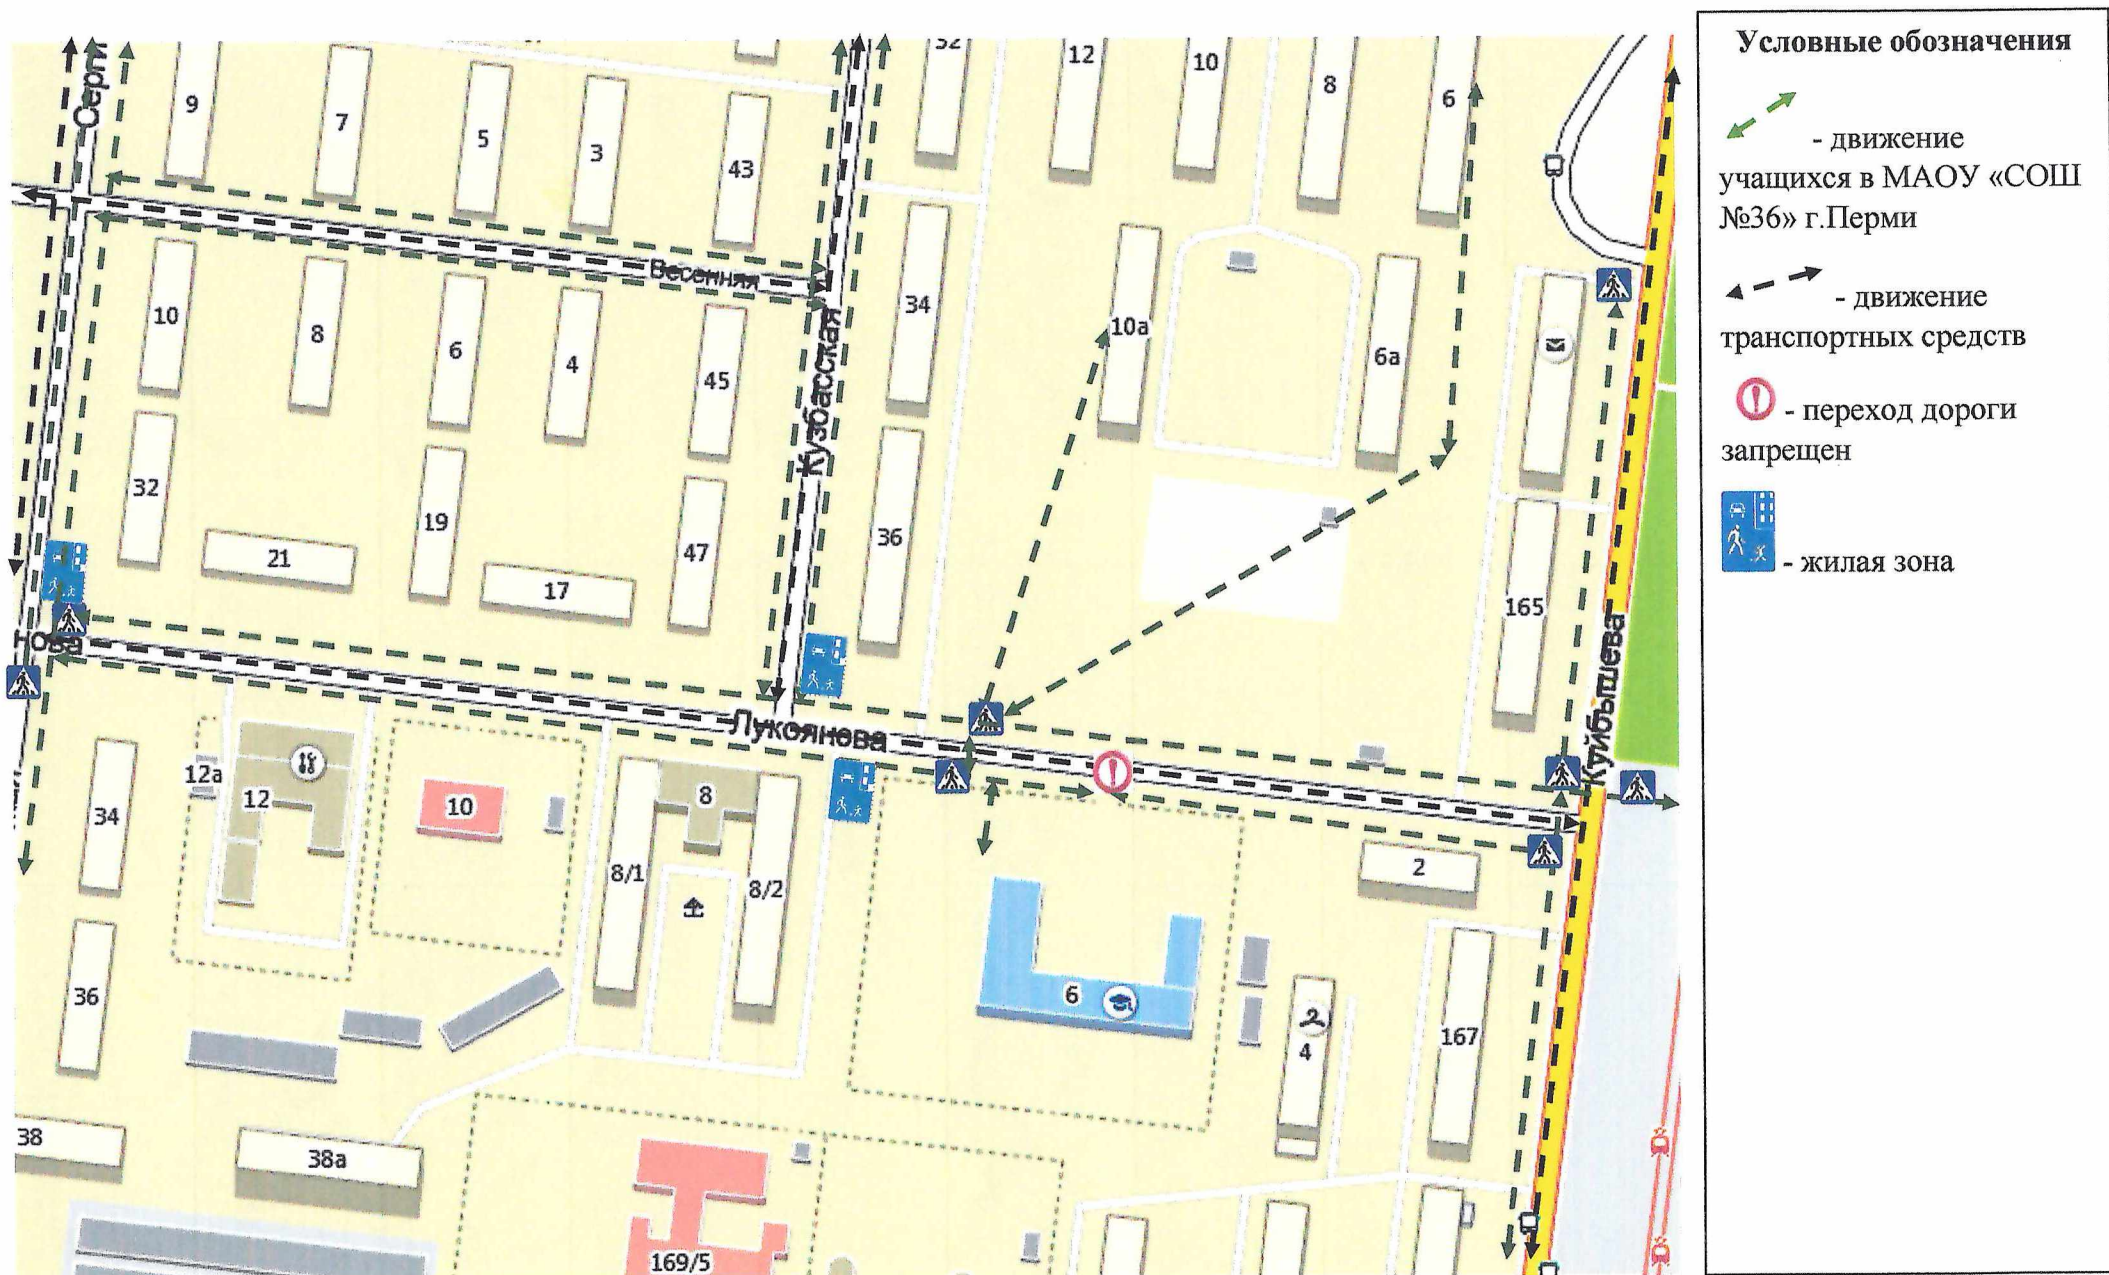 Серги
9
7
5
3
43
32
12
10
8
6
Весенняя
10
8
6
4
45
Кузбасская
34
10а
6а
32
19
47
36
21
17
165
Куйбышева
нова
Лукоянова
12а
12
10
8
8/1
8/2
2
34
36
6
4
167
38
38а
169/5
Условные обозначения
- движение
учащихся в МАОУ «СОШ
№36» г.Перми
- движение
транспортных средств
- переход дороги
запрещен
- жилая зона